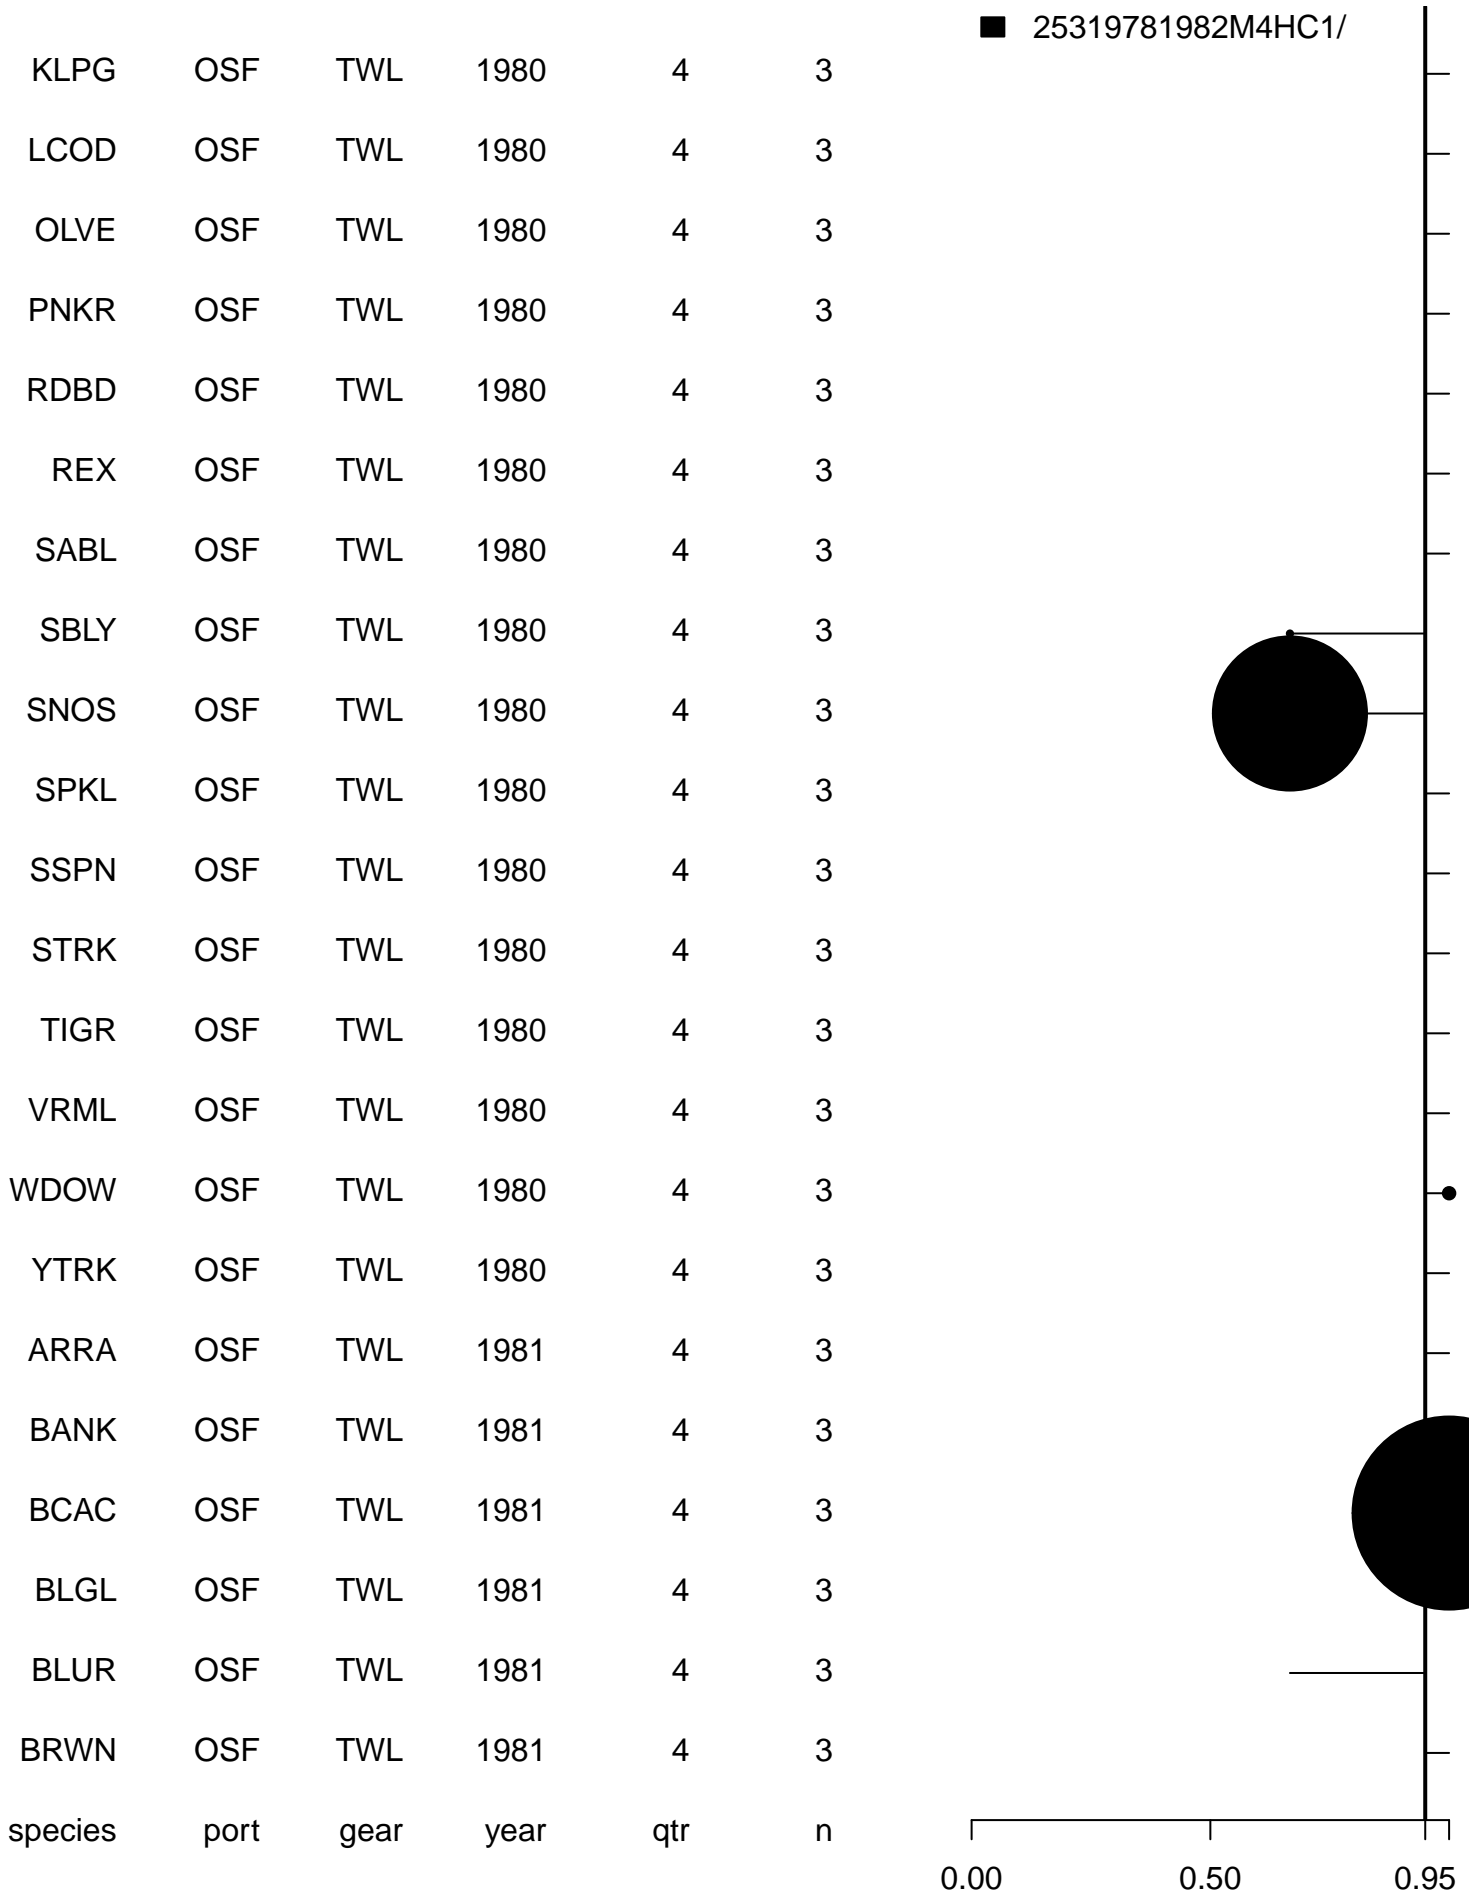 25319781982M4HC1/
KLPG OSF TWL 1980 4 3
LCOD OSF TWL 1980 4 3
OLVE OSF TWL 1980 4 3
PNKR OSF TWL 1980 4 3
RDBD OSF TWL 1980 4 3
REX OSF TWL 1980 4 3
SABL OSF TWL 1980 4 3
SBLY OSF TWL 1980 4 3
SNOS OSF TWL 1980 4 3
SPKL OSF TWL 1980 4 3
SSPN OSF TWL 1980 4 3
STRK OSF TWL 1980 4 3
TIGR OSF TWL 1980 4 3
VRML OSF TWL 1980 4 3
WDOW OSF TWL 1980 4 3
YTRK OSF TWL 1980 4 3
ARRA OSF TWL 1981 4 3
BANK OSF TWL 1981 4 3
BCAC OSF TWL 1981 4 3
BLGL OSF TWL 1981 4 3
BLUR OSF TWL 1981 4 3
BRWN OSF TWL 1981 4 3
species port gear year qtr n
0.00 0.50 0.95